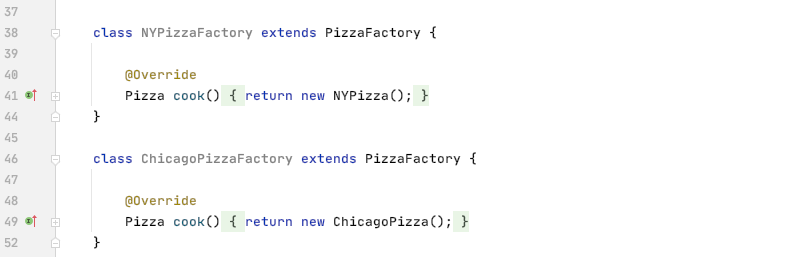 37
38 class NYPizzaFactory extends PizzaFactory {
39
40 @Override
41 Pizza cook() { return new NYPizza(); }
44 }
45
46 class ChicagoPizzaFactory extends PizzaFactory {
47
48 @Override
49 Pizza cook() { return new ChicagoPizza(); }
52 }